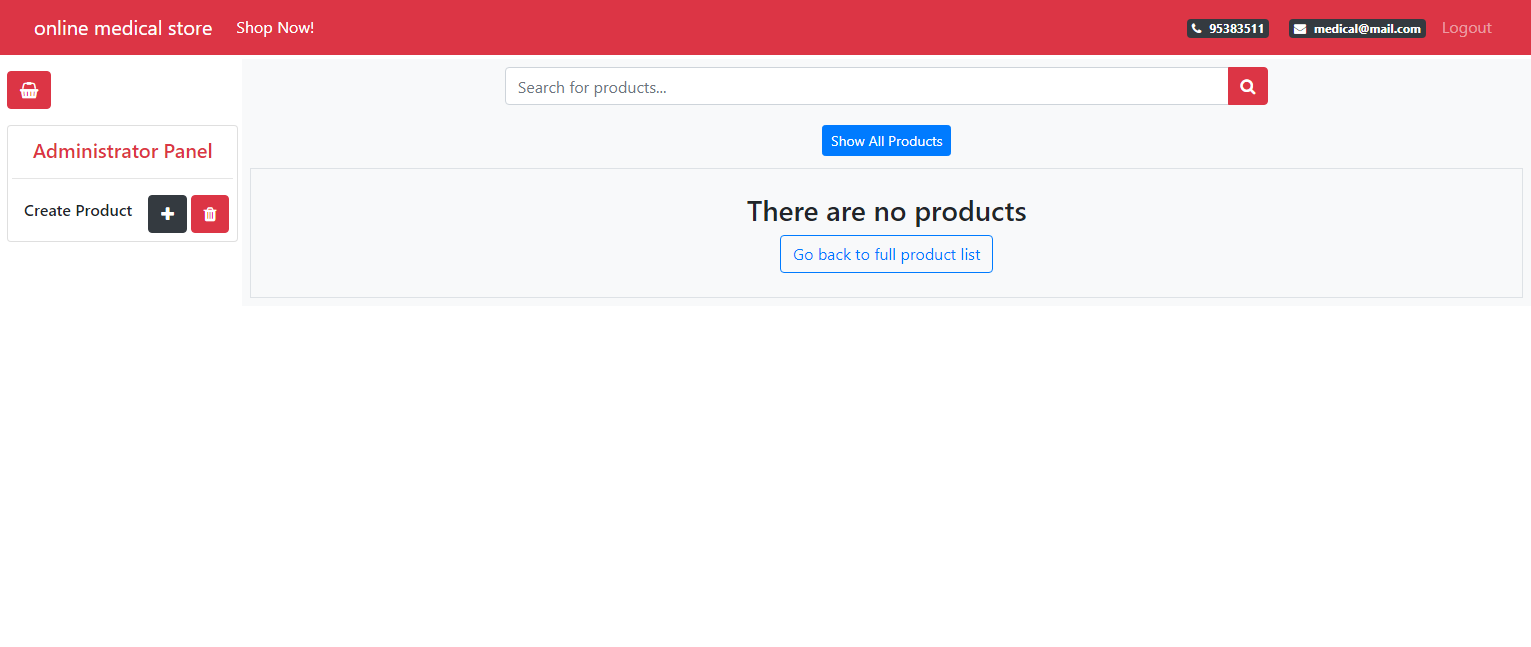 online medical store Shop Now! 95383511 medical@mail.com Logout
Search for products...
Administrator Panel
Show All Products
Create Product
There are no products
Go back to full product list